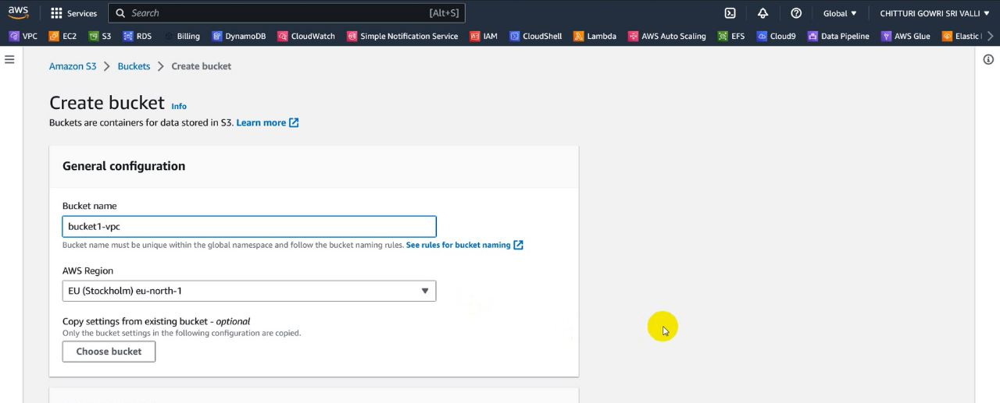 aws Services Search [Alt+S] Global CHITTURI GOWRI SRI VALLI
VPC EC2 S3 RDS Billing DynamoDB CloudWatch Simple Notification Service IAM CloudShell Lambda AWS Auto Scaling EFS Cloud9 Data Pipeline AWS Glue Elastic
Amazon S3 > Buckets > Create bucket
Create bucket Info
Buckets are containers for data stored in S3. Learn more
General configuration
Bucket name
bucket1-vpc
Bucket name must be unique within the global namespace and follow the bucket naming rules. See rules for bucket naming
AWS Region
EU (Stockholm) eu-north-1
Copy settings from existing bucket - optional
Only the bucket settings in the following configuration are copied.
Choose bucket